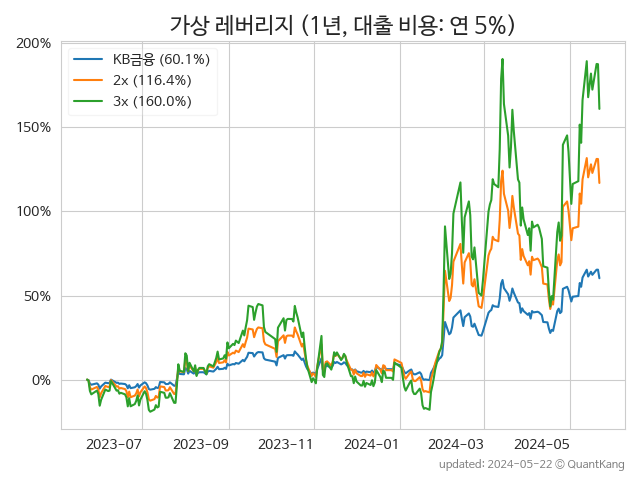 가상 레버리지 (1년, 대출 비용: 연 5%)
200%
150%
100%
50%
0%
KB금융 (60.1%)
2x (116.4%)
3x (160.0%)
2023-07
2023-09
2023-11
2024-01
2024-03
2024-05
updated: 2024-05-22 © QuantKang